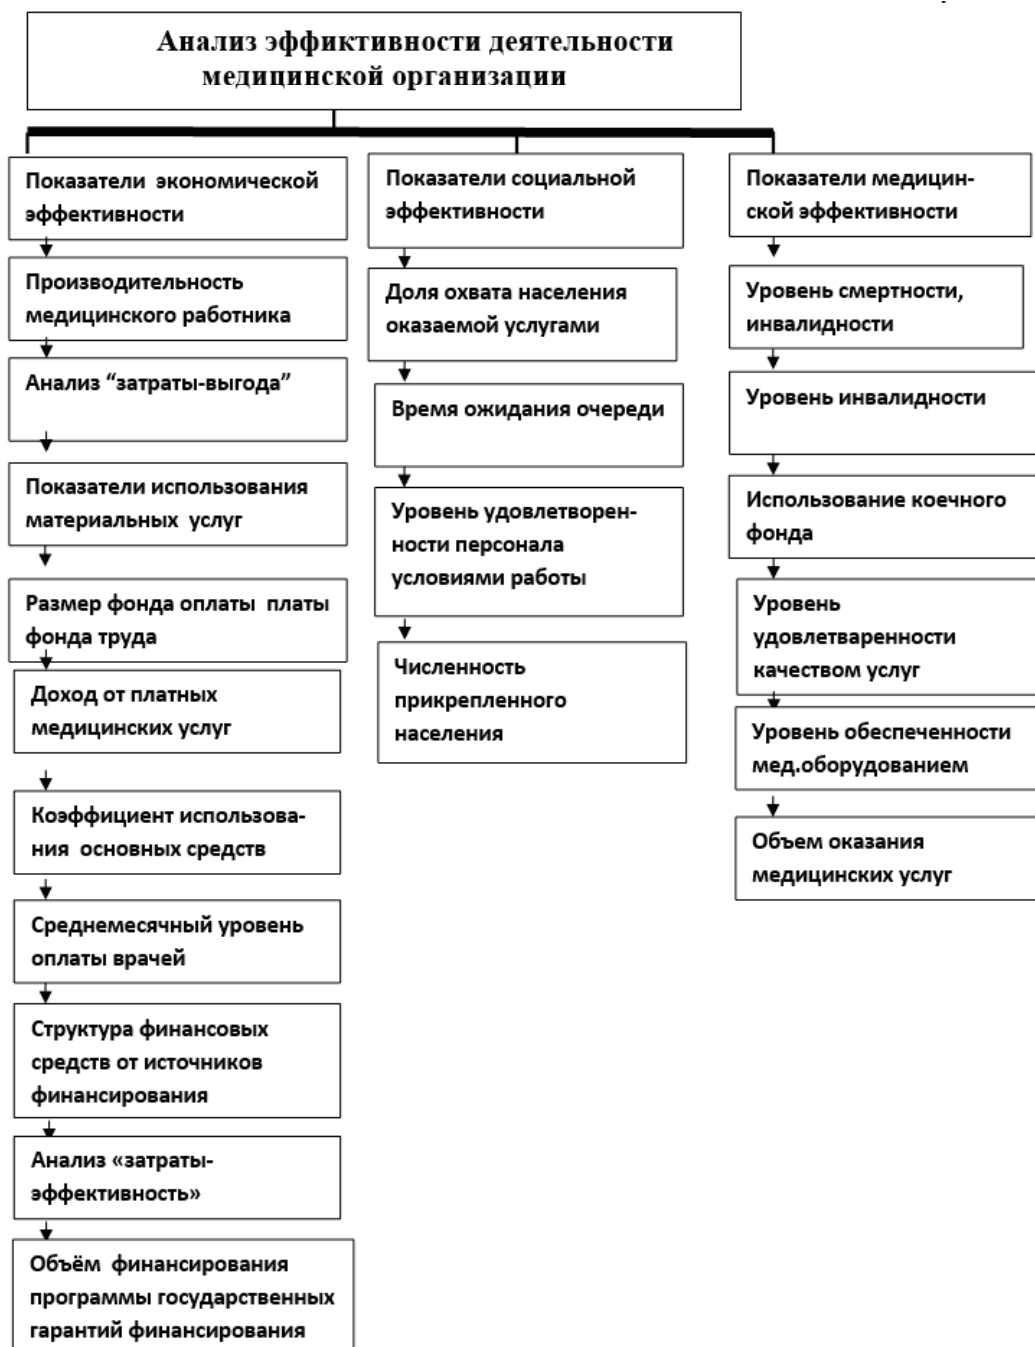 Анализ эффиктивности деятельности
медицинской организации
Показатели экономической
эффективности
Производительность
медицинского работника
Анализ “затраты-выгода”
Показатели использования
материальных услуг
Размер фонда оплаты платы
фонда труда
Доход от платных
медицинских услуг
Коэффициент использова-
ния основных средств
Среднемесячный уровень
оплаты врачей
Структура финансовых
средств от источников
финансирования
Анализ «затраты-
эффективность»
Объём финансирования
программы государственных
гарантий финансирования
Показатели социальной
эффективности
Доля охвата населения
оказаемой услугами
Время ожидания очереди
Уровень удовлетворен-
ности персонала
условиями работы
Численность
прикрепленного
населения
Показатели медицин-
ской эффективности
Уровень смертности,
инвалидности
Уровень инвалидности
Использование коечного
фонда
Уровень
удовлетваренности
качеством услуг
Уровень обеспеченности
мед.оборудованием
Объем оказания
медицинских услуг